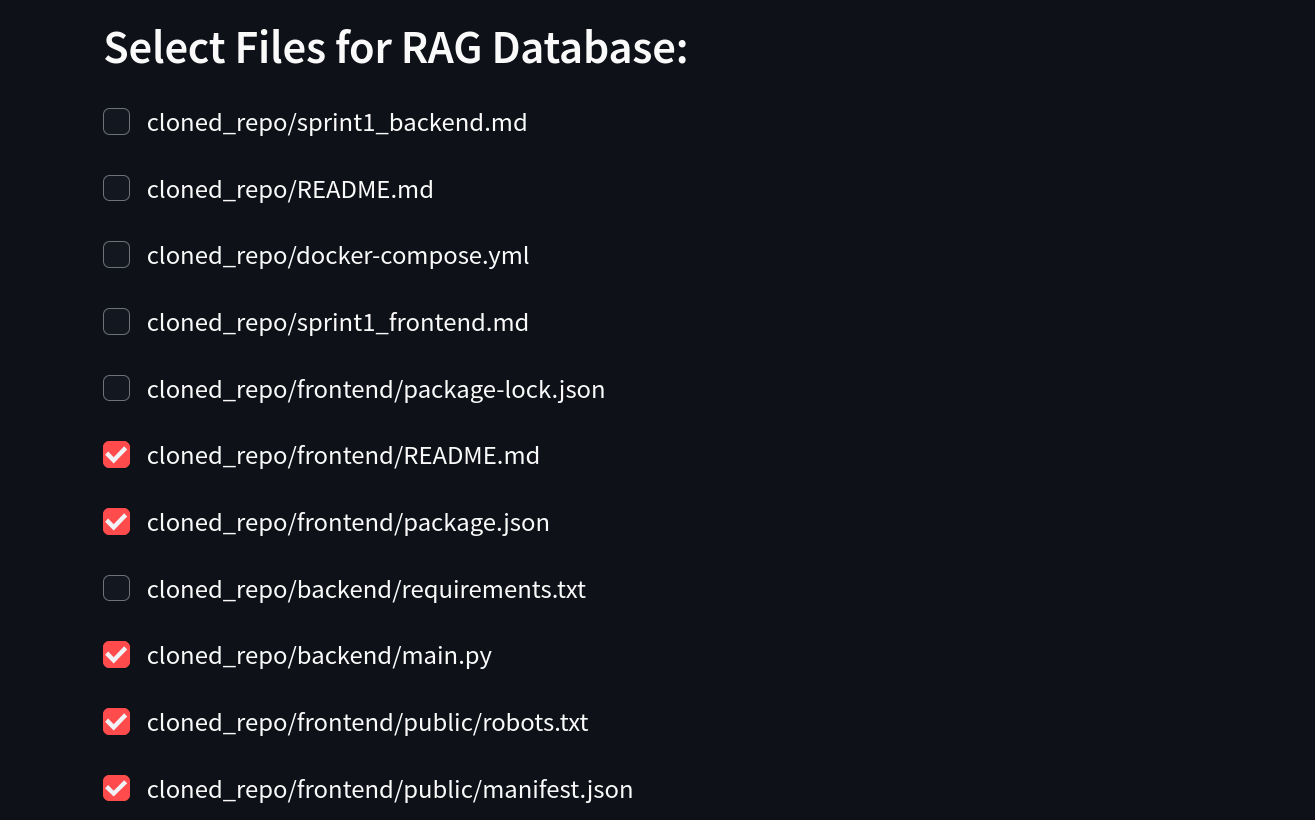 Select Files for RAG Database:
cloned_repo/sprint1_backend.md
cloned_repo/README.md
cloned_repo/docker-compose.yml
cloned_repo/sprint1_frontend.md
cloned_repo/frontend/package-lock.json
cloned_repo/frontend/README.md
cloned_repo/frontend/package.json
cloned_repo/backend/requirements.txt
cloned_repo/backend/main.py
cloned_repo/frontend/public/robots.txt
cloned_repo/frontend/public/manifest.json